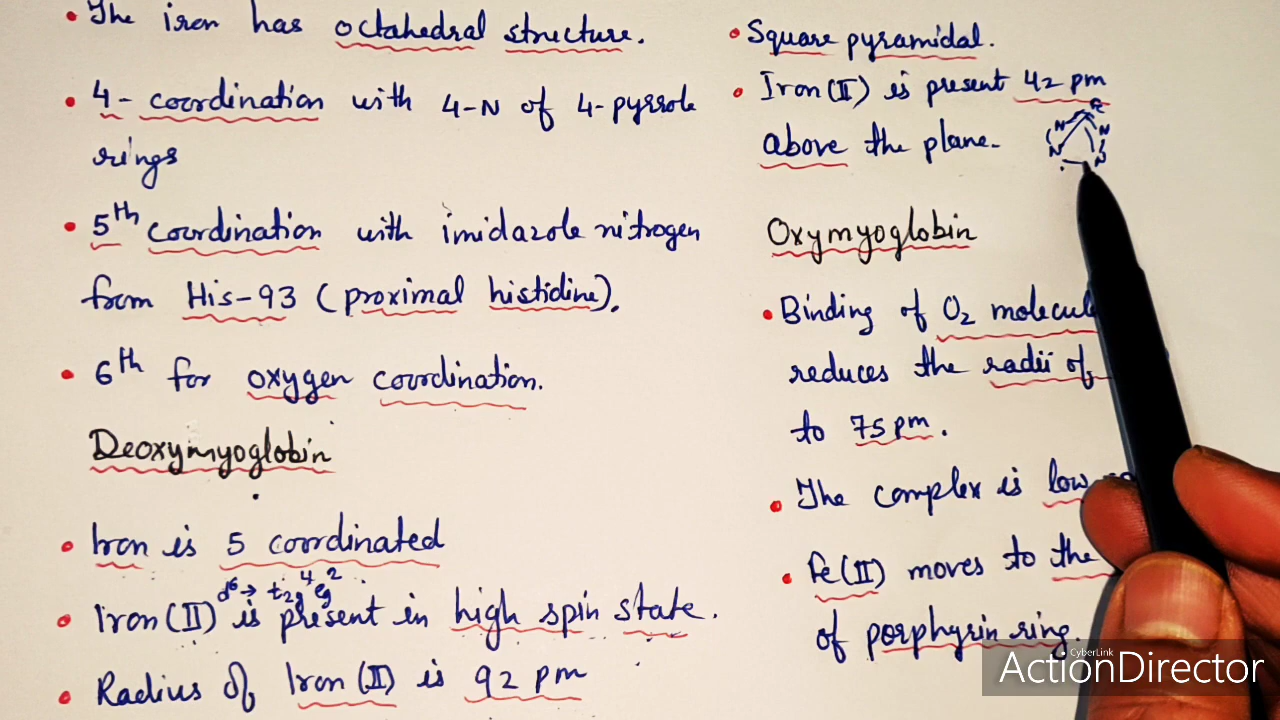 • The iron has octahedral structure.
• 4- coordination with 4-N of 4-pyrrole
rings
• 5th coordination with imidazole nitrogen
from His-93 (proximal histidine).
• 6th for oxygen coordination.
Deoxymyoglobin
• Iron is 5 coordinated
d6→ t2g4 eg2
• Iron(II) is present in high spin state.
• Radius of Iron(II) is 92 pm
• Square pyramidal.
• Iron(II) is present 42 pm
above the plane.
Fe
N N
N N
Oxymyoglobin
• Binding of O2 molecul
reduces the radii of
to 75pm.
• The complex is low
• Fe(II) moves to the
of porphyrin ring.
CyberLink
ActionDirector